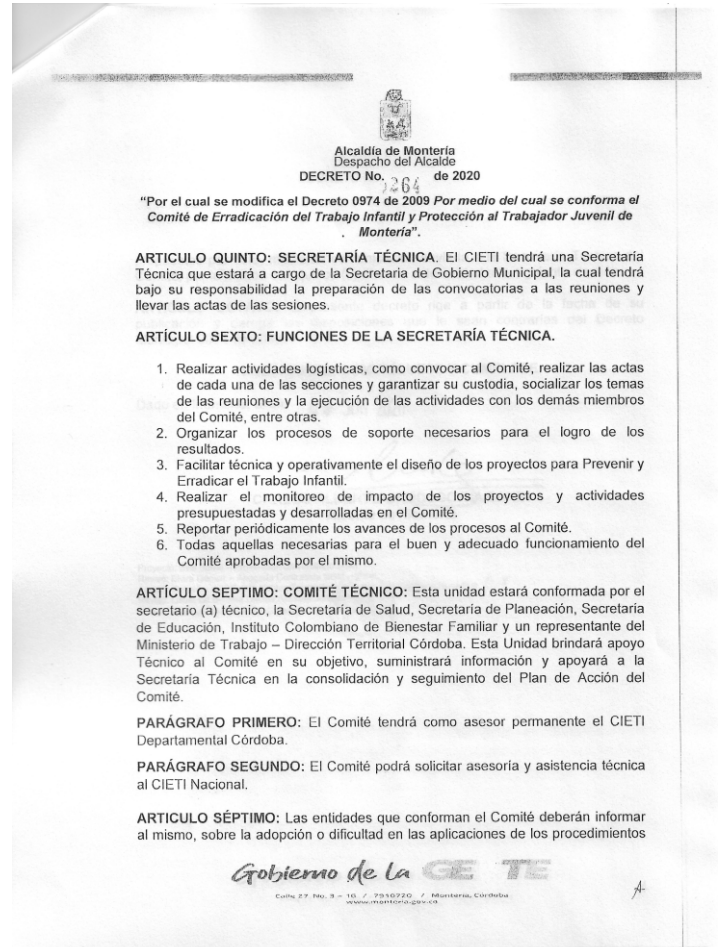 Alcaldía de Montería
Despacho del Alcalde
DECRETO No. 0264 de 2020
"Por el cual se modifica el Decreto 0974 de 2009 Por medio del cual se conforma el
Comité de Erradicación del Trabajo Infantil y Protección al Trabajador Juvenil de
. Montería".
ARTICULO QUINTO: SECRETARÍA TÉCNICA. El CIETI tendrá una Secretaría
Técnica que estará a cargo de la Secretaria de Gobierno Municipal, la cual tendrá
bajo su responsabilidad la preparación de las convocatorias a las reuniones y
llevar las actas de las sesiones.
ARTÍCULO SEXTO: FUNCIONES DE LA SECRETARÍA TÉCNICA.
1. Realizar actividades logísticas, como convocar al Comité, realizar las actas
de cada una de las secciones y garantizar su custodia, socializar los temas
de las reuniones y la ejecución de las actividades con los demás miembros
del Comité, entre otras.
2. Organizar los procesos de soporte necesarios para el logro de los
resultados.
3. Facilitar técnica y operativamente el diseño de los proyectos para Prevenir y
Erradicar el Trabajo Infantil.
4. Realizar el monitoreo de impacto de los proyectos y actividades
presupuestadas y desarrolladas en el Comité.
5. Reportar periódicamente los avances de los procesos al Comité.
6. Todas aquellas necesarias para el buen y adecuado funcionamiento del
Comité aprobadas por el mismo.
ARTÍCULO SEPTIMO: COMITÉ TÉCNICO: Esta unidad estará conformada por el
secretario (a) técnico, la Secretaría de Salud, Secretaría de Planeación, Secretaría
de Educación, Instituto Colombiano de Bienestar Familiar y un representante del
Ministerio de Trabajo – Dirección Territorial Córdoba. Esta Unidad brindará apoyo
Técnico al Comité en su objetivo, suministrará información y apoyará a la
Secretaría Técnica en la consolidación y seguimiento del Plan de Acción del
Comité.
PARÁGRAFO PRIMERO: El Comité tendrá como asesor permanente el CIETI
Departamental Córdoba.
PARÁGRAFO SEGUNDO: El Comité podrá solicitar asesoría y asistencia técnica
al CIETI Nacional.
ARTICULO SÉPTIMO: Las entidades que conforman el Comité deberán informar
al mismo, sobre la adopción o dificultad en las aplicaciones de los procedimientos
Gobierno de la GE TE
Calle 27 No. 3 – 16 / 7910720 / Montería, Córdoba
www.monteria.gov.co